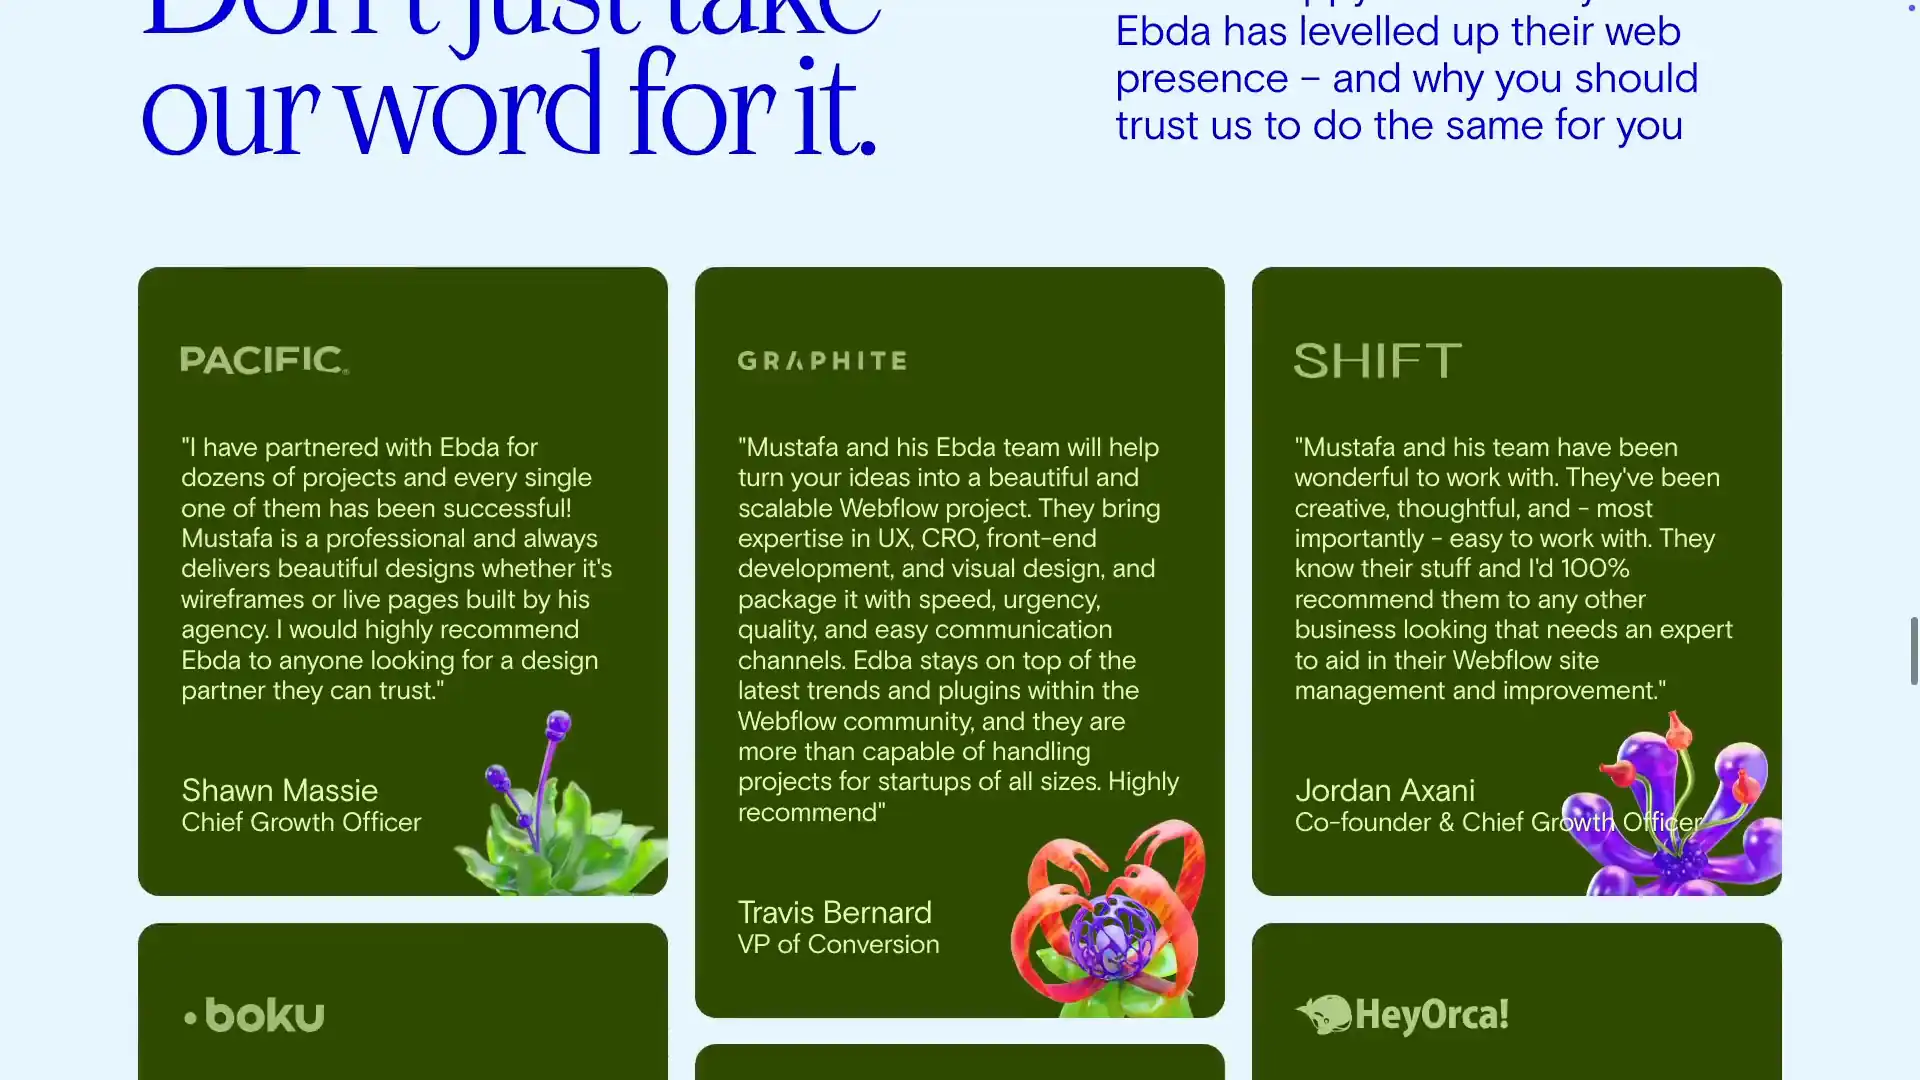 Don't just take
our word for it.
Ebda has levelled up their web
presence – and why you should
trust us to do the same for you
PACIFIC®
"I have partnered with Ebda for
dozens of projects and every single
one of them has been successful!
Mustafa is a professional and always
delivers beautiful designs whether it's
wireframes or live pages built by his
agency. I would highly recommend
Ebda to anyone looking for a design
partner they can trust."
Shawn Massie
Chief Growth Officer
GRAPHITE
"Mustafa and his Ebda team will help
turn your ideas into a beautiful and
scalable Webflow project. They bring
expertise in UX, CRO, front-end
development, and visual design, and
package it with speed, urgency,
quality, and easy communication
channels. Edba stays on top of the
latest trends and plugins within the
Webflow community, and they are
more than capable of handling
projects for startups of all sizes. Highly
recommend"
Travis Bernard
VP of Conversion
SHIFT
"Mustafa and his team have been
wonderful to work with. They've been
creative, thoughtful, and - most
importantly - easy to work with. They
know their stuff and I'd 100%
recommend them to any other
business looking that needs an expert
to aid in their Webflow site
management and improvement."
Jordan Axani
Co-founder & Chief Growth Officer
boku
HeyOrca!